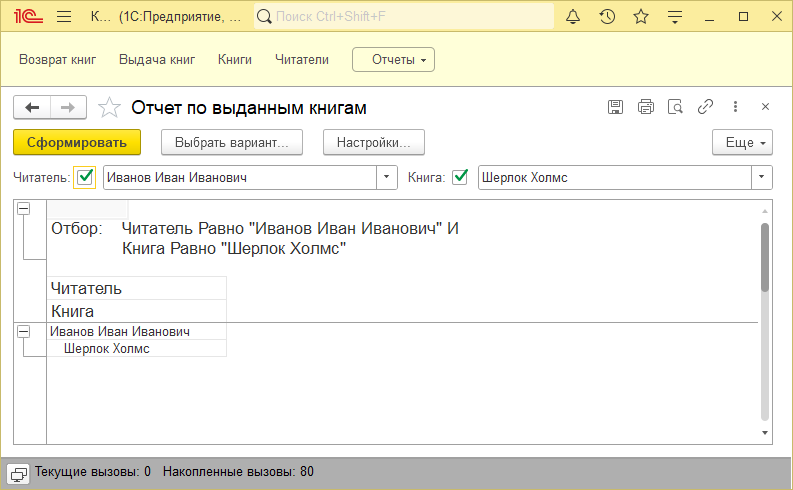 1С К... (1С:Предприятие, ... Поиск Ctrl+Shift+F
Возврат книг Выдача книг Книги Читатели Отчеты
Отчет по выданным книгам
Сформировать Выбрать вариант... Настройки... Еще
Читатель: Иванов Иван Иванович Книга: Шерлок Холмс
Отбор: Читатель Равно "Иванов Иван Иванович" И
Книга Равно "Шерлок Холмс"
Читатель
Книга
Иванов Иван Иванович
Шерлок Холмс
Текущие вызовы: 0 Накопленные вызовы: 80